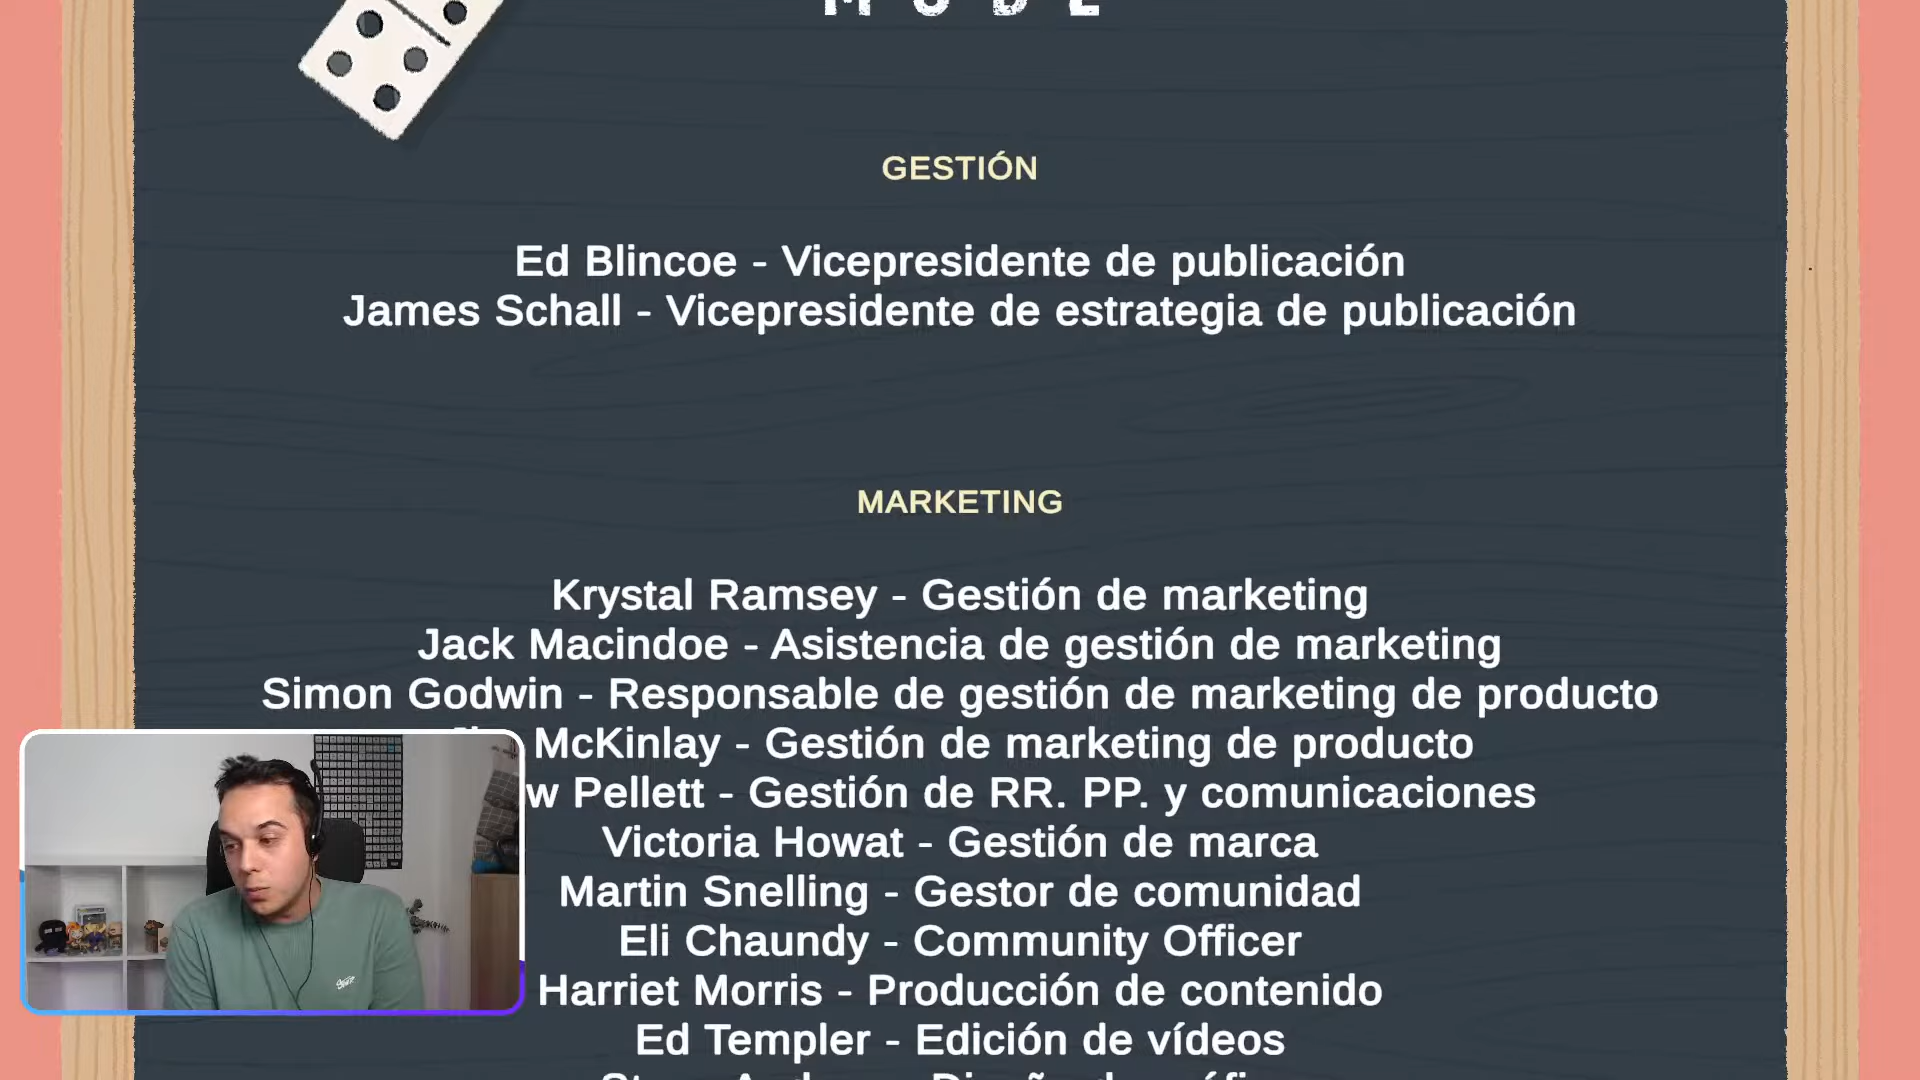 MODE
GESTIÓN
Ed Blincoe - Vicepresidente de publicación
James Schall - Vicepresidente de estrategia de publicación
MARKETING
Krystal Ramsey - Gestión de marketing
Jack Macindoe - Asistencia de gestión de marketing
Simon Godwin - Responsable de gestión de marketing de producto
McKinlay - Gestión de marketing de producto
Pellett - Gestión de RR. PP. y comunicaciones
Victoria Howat - Gestión de marca
Martin Snelling - Gestor de comunidad
Eli Chaundy - Community Officer
Harriet Morris - Producción de contenido
Ed Templer - Edición de vídeos